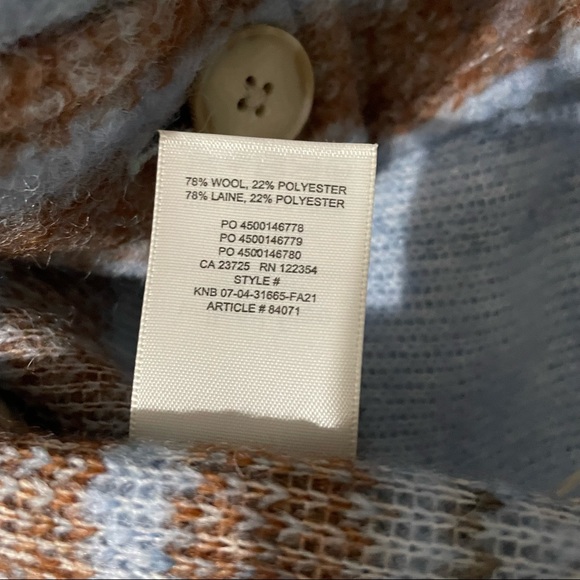 78% WOOL, 22% POLYESTER
78% LAINE, 22% POLYESTER
PO 4500146778
PO 4500146779
PO 4500146780
CA 23725 RN 122354
STYLE #
KNB 07-04-31665-FA21
ARTICLE # 84071